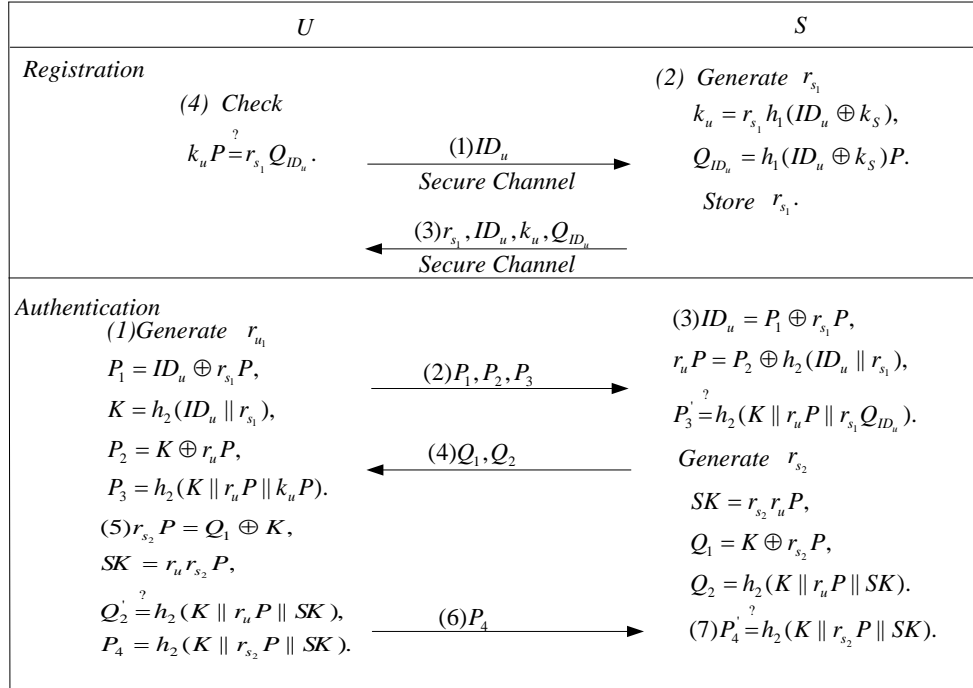 U S
Registration
(4) Check
k_u P =? r_{s_1} Q_{ID_u}.
(1)ID_u
Secure Channel
(2) Generate r_{s_1}
k_u = r_{s_1} h_1(ID_u ⊕ k_S),
Q_{ID_u} = h_1(ID_u ⊕ k_S)P.
Store r_{s_1}.
(3)r_{s_1}, ID_u, k_u, Q_{ID_u}
Secure Channel
Authentication
(1)Generate r_{u_1}
P_1 = ID_u ⊕ r_{s_1} P,
K = h_2(ID_u || r_{s_1}),
P_2 = K ⊕ r_u P,
P_3 = h_2(K || r_u P || k_u P).
(2)P_1, P_2, P_3
(3)ID_u = P_1 ⊕ r_{s_1} P,
r_u P = P_2 ⊕ h_2(ID_u || r_{s_1}),
P_3' =? h_2(K || r_u P || r_{s_1} Q_{ID_u}).
Generate r_{s_2}
SK = r_{s_2} r_u P,
Q_1 = K ⊕ r_{s_2} P,
Q_2 = h_2(K || r_u P || SK).
(4)Q_1, Q_2
(5)r_{s_2} P = Q_1 ⊕ K,
SK = r_u r_{s_2} P,
Q_2' =? h_2(K || r_u P || SK),
P_4 = h_2(K || r_{s_2} P || SK).
(6)P_4
(7)P_4' =? h_2(K || r_{s_2} P || SK).